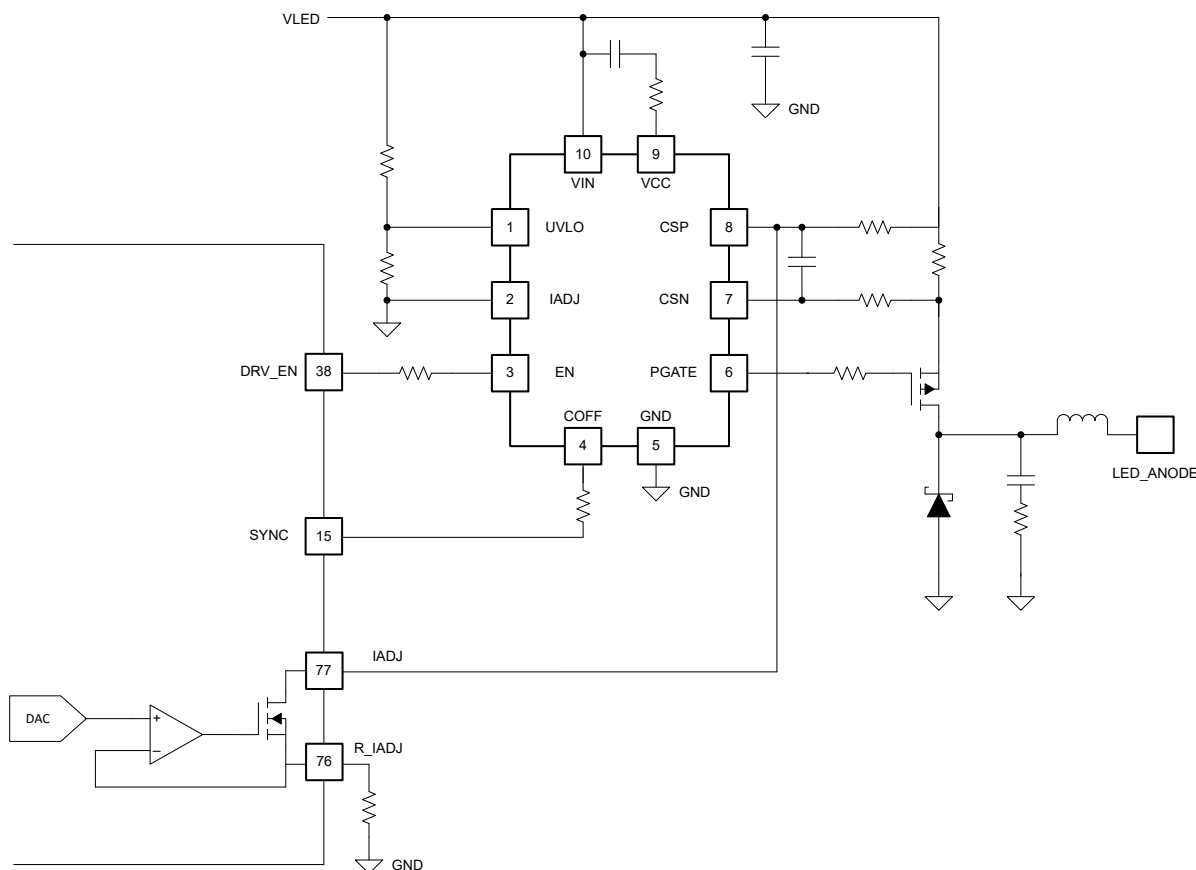 VLED
GND
10
9
VIN
VCC
1
UVLO
CSP
8
2
IADJ
CSN
7
DRV_EN
38
3
EN
PGATE
6
COFF
GND
4
5
GND
LED_ANODE
SYNC
15
IADJ
77
DAC
+
−
R_IADJ
76
GND